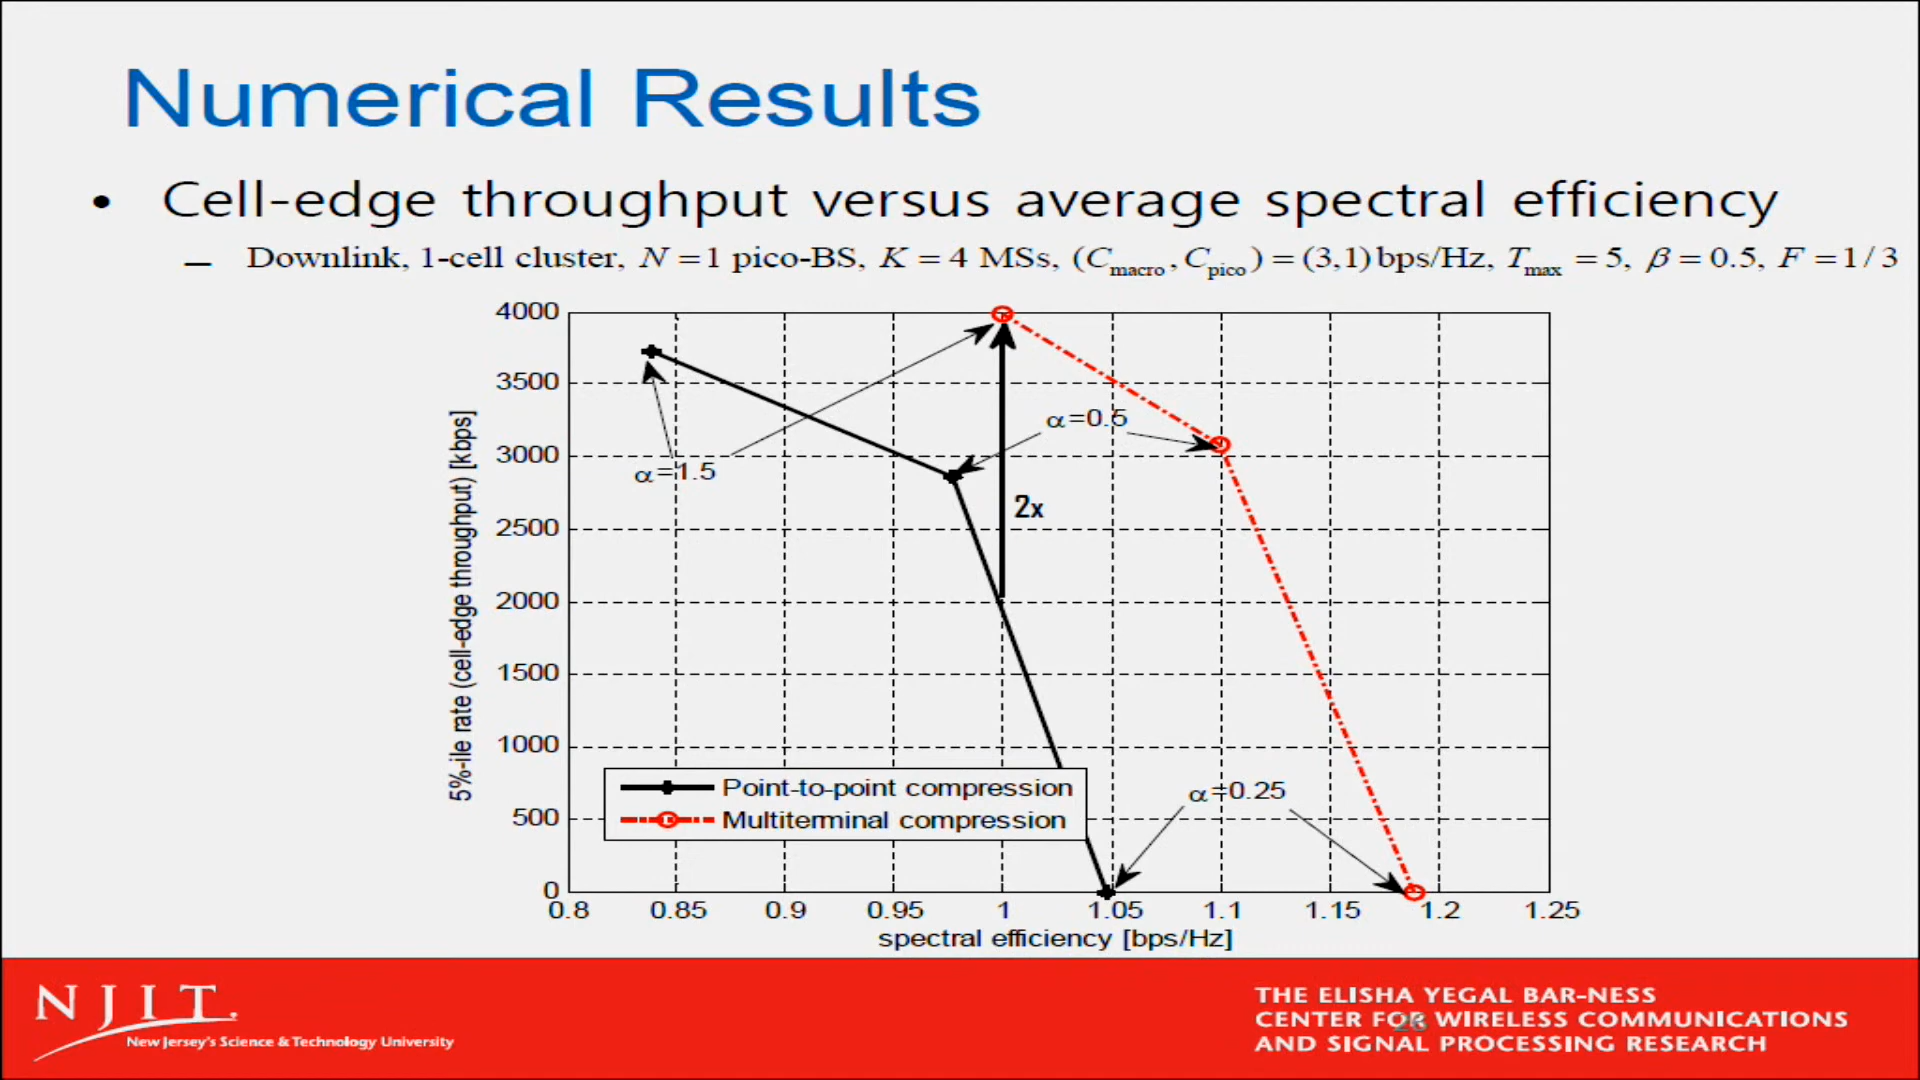 Numerical Results
• Cell-edge throughput versus average spectral efficiency
– Downlink, 1-cell cluster, N = 1 pico-BS, K = 4 MSs, (C_macro, C_pico) = (3,1) bps/Hz, T_max = 5, β = 0.5, F = 1/3
4000
3500
3000
2500
2000
1500
1000
500
0
5%-ile rate (cell-edge throughput) [kbps]
α=0.5
α=1.5
2x
α=0.25
Point-to-point compression
Multiterminal compression
0.8 0.85 0.9 0.95 1 1.05 1.1 1.15 1.2 1.25
spectral efficiency [bps/Hz]
NJIT.
New Jersey's Science & Technology University
THE ELISHA YEGAL BAR-NESS
CENTER FOR WIRELESS COMMUNICATIONS
AND SIGNAL PROCESSING RESEARCH